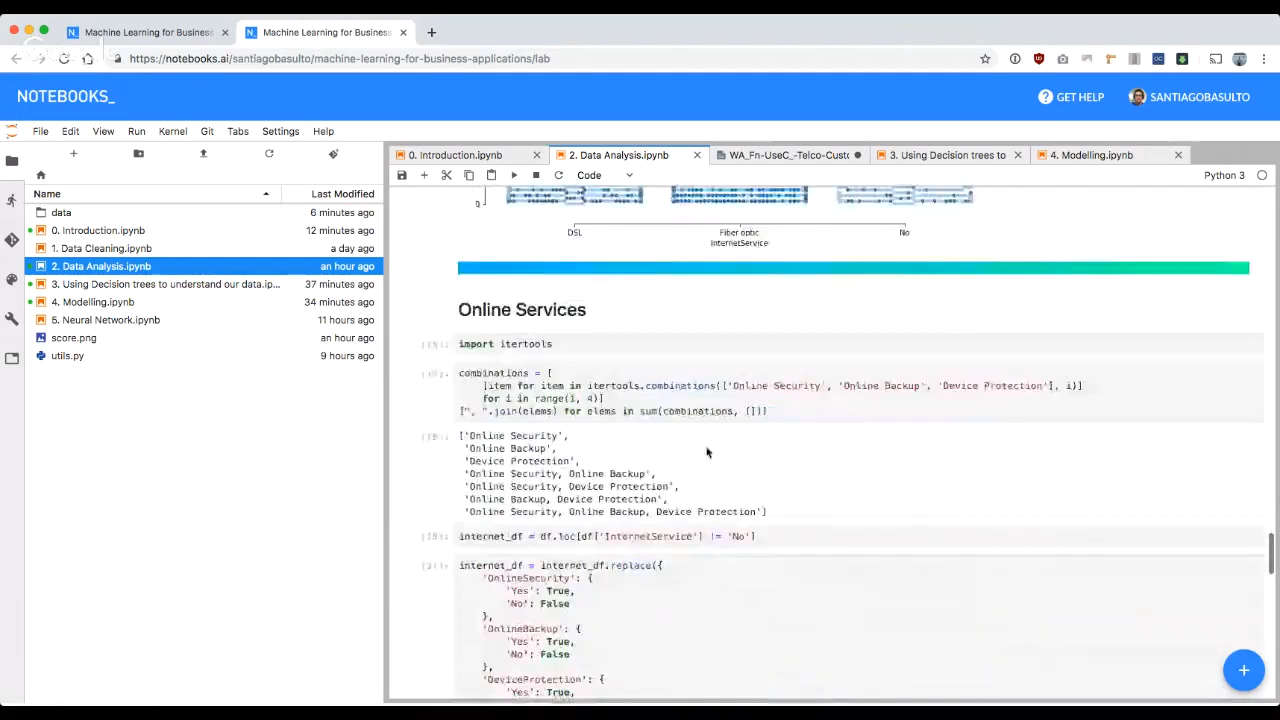 Machine Learning for Business
Machine Learning for Business
https://notebooks.ai/santiagobasulto/machine-learning-for-business-applications/lab
NOTEBOOKS_
GET HELP
SANTIAGOBASULTO
File Edit View Run Kernel Git Tabs Settings Help
0. Introduction.ipynb
2. Data Analysis.ipynb
WA_Fn-UseC_-Telco-Custo
3. Using Decision trees to
4. Modelling.ipynb
Code
Python 3
Name Last Modified
data 6 minutes ago
0. Introduction.ipynb 12 minutes ago
1. Data Cleaning.ipynb a day ago
2. Data Analysis.ipynb an hour ago
3. Using Decision trees to understand our data.ip... 37 minutes ago
4. Modelling.ipynb 34 minutes ago
5. Neural Network.ipynb 11 hours ago
score.png an hour ago
utils.py 9 hours ago
0
DSL Fiber optic No
InternetService
Online Services
import itertools
combinations = [
[item for item in itertools.combinations(['Online Security', 'Online Backup', 'Device Protection'], i)]
for i in range(1, 4)]
[", ".join(elems) for elems in sum(combinations, [])]
['Online Security',
'Online Backup',
'Device Protection',
'Online Security, Online Backup',
'Online Security, Device Protection',
'Online Backup, Device Protection',
'Online Security, Online Backup, Device Protection']
internet_df = df.loc[df['InternetService'] != 'No']
internet_df = internet_df.replace({
'OnlineSecurity': {
'Yes': True,
'No': False
},
'OnlineBackup': {
'Yes': True,
'No': False
},
'DeviceProtection': {
'Yes': True,